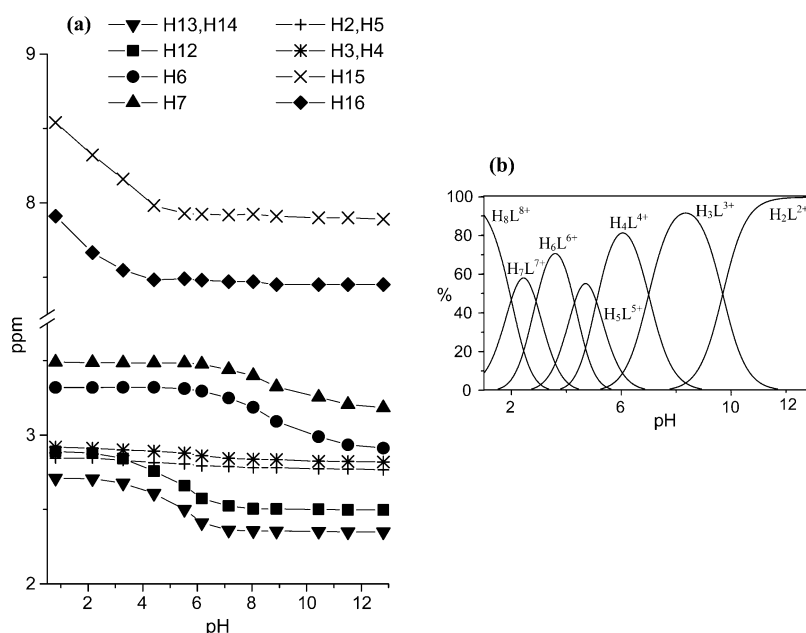 (a)
H13,H14
H2,H5
H12
H3,H4
H6
H15
H7
H16
9
8
3
2
ppm
2 4 6 8 10 12
pH
(b)
100
80
60
40
20
0
%
H8L8+
H7L7+
H6L6+
H5L5+
H4L4+
H3L3+
H2L2+
2 6 10 12
pH